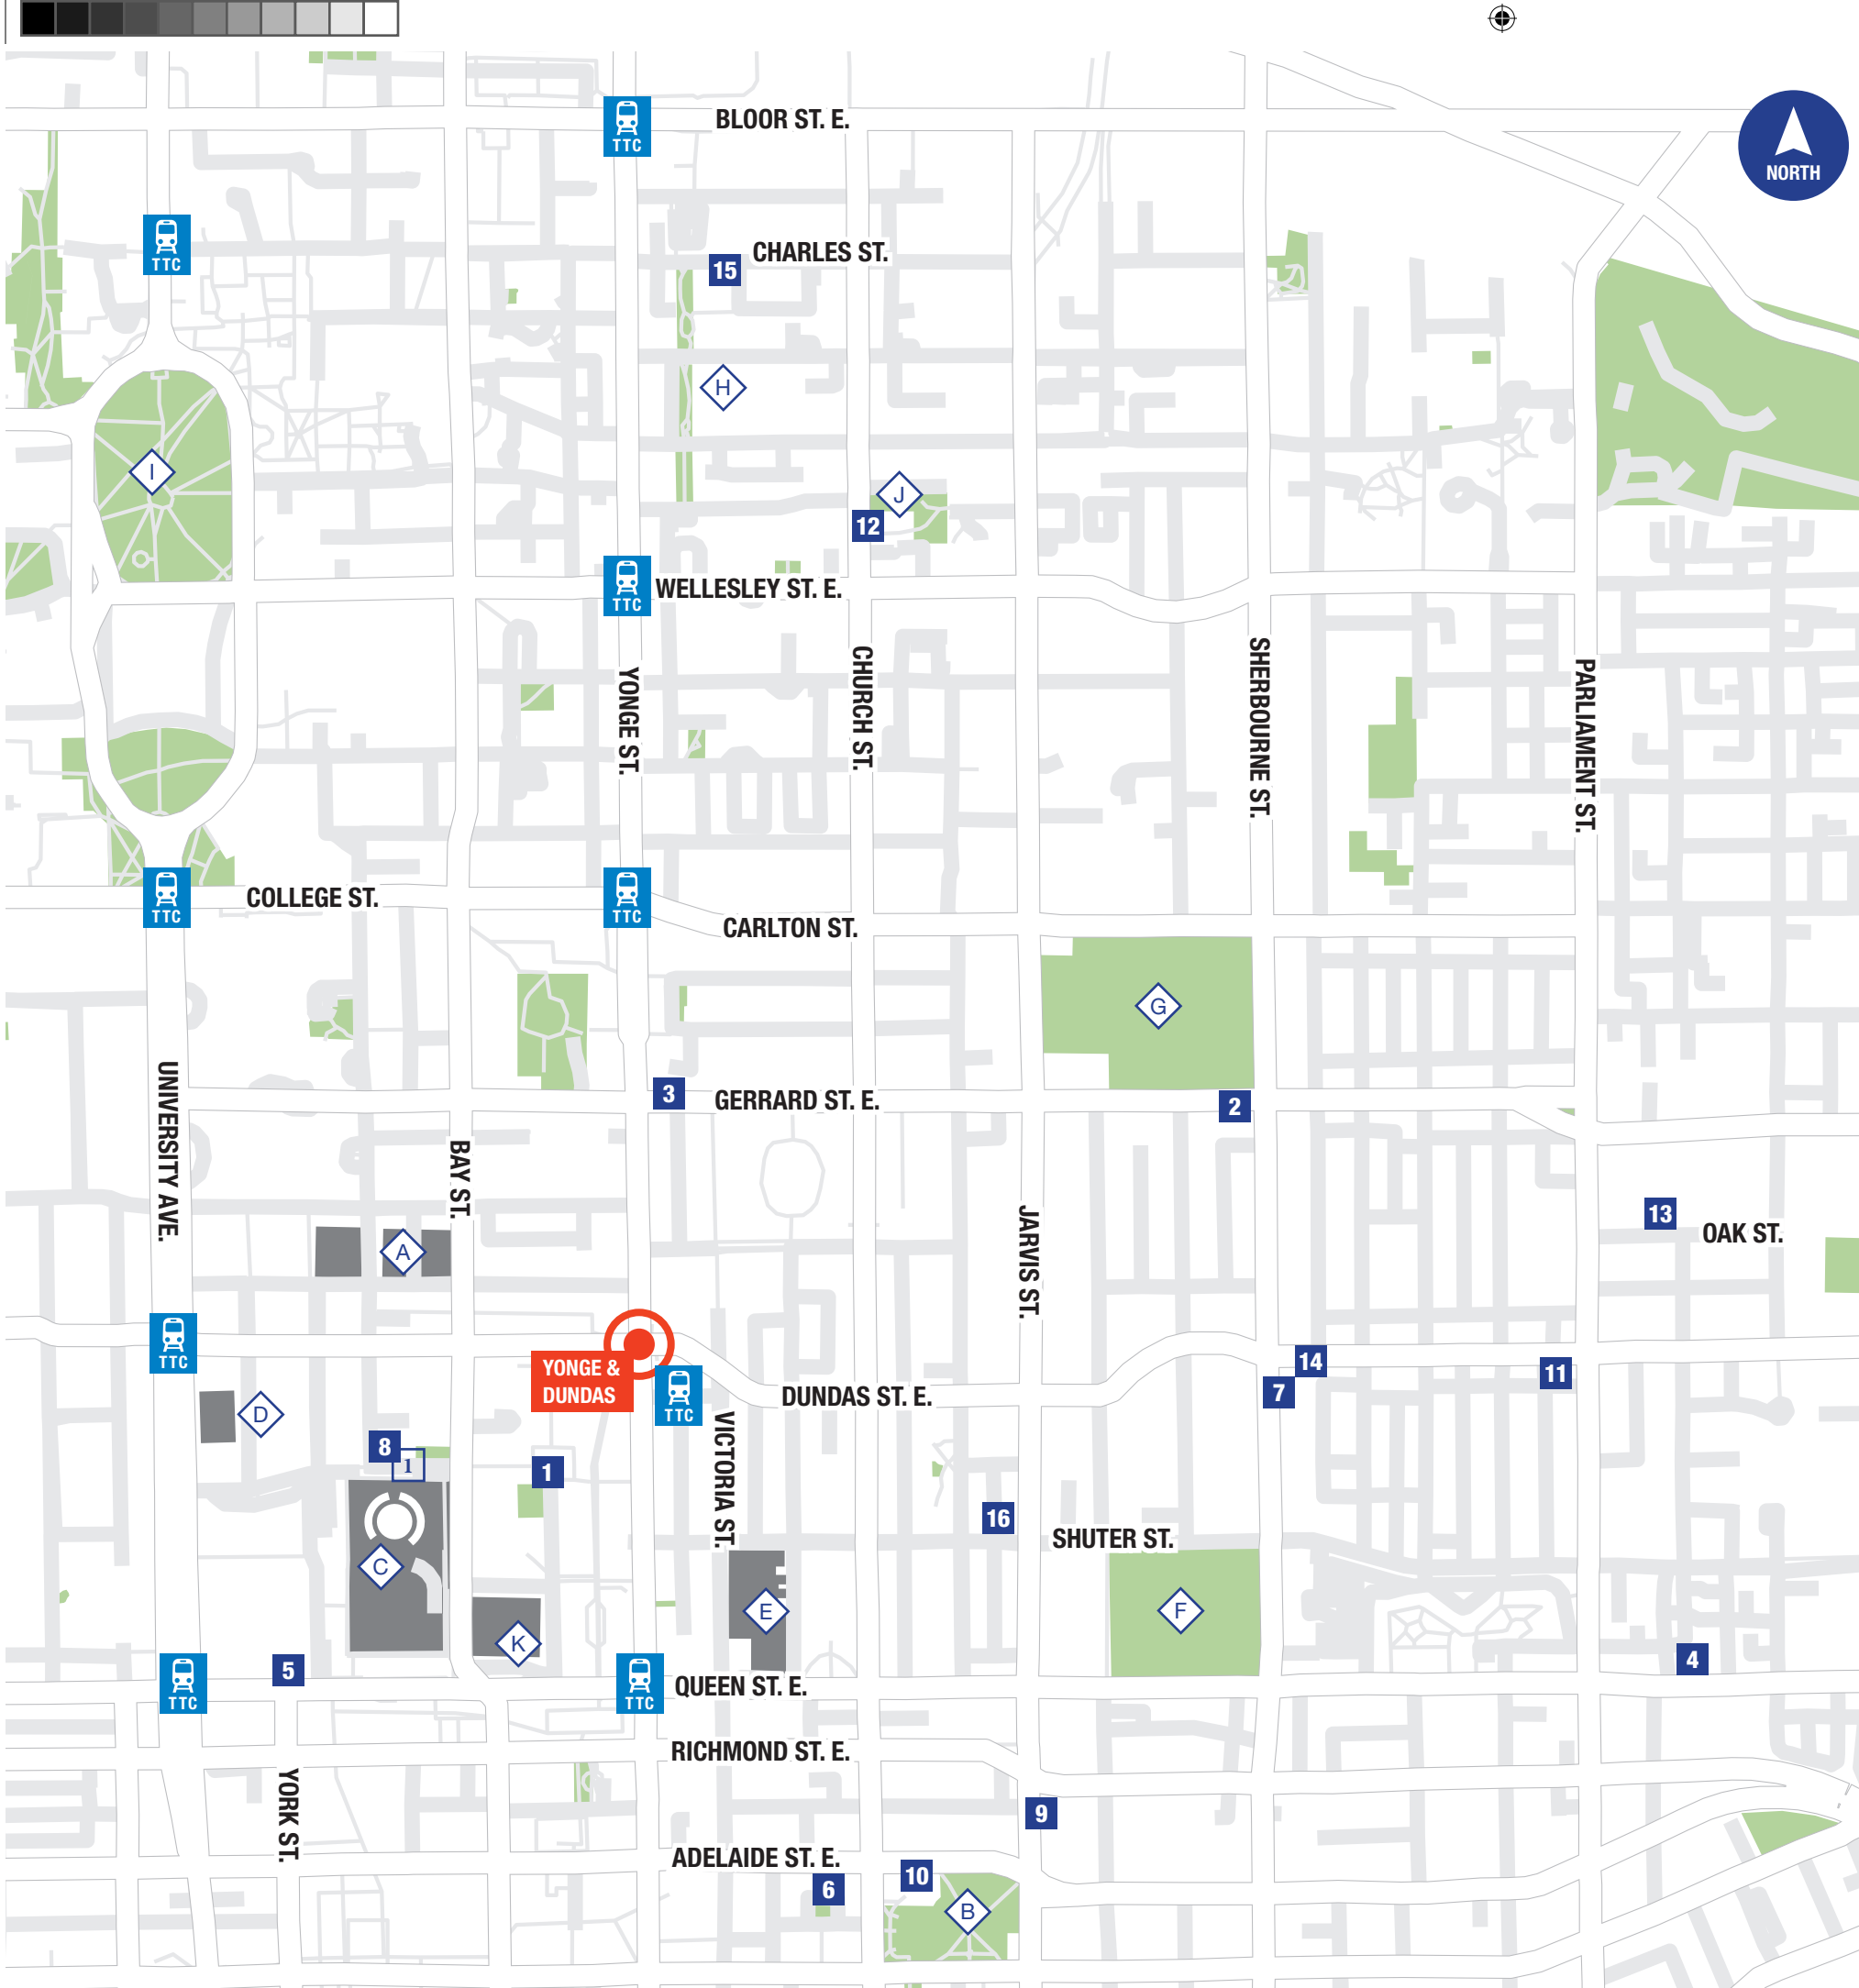 BLOOR ST. E.
TTC
NORTH
CHARLES ST.
TTC
15
H
I
J
12
TTC
WELLESLEY ST. E.
YONGE ST.
CHURCH ST.
SHERBOURNE ST.
PARLIAMENT ST.
TTC
COLLEGE ST.
TTC
CARLTON ST.
G
UNIVERSITY AVE.
3
GERRARD ST. E.
2
BAY ST.
JARVIS ST.
13
OAK ST.
A
TTC
YONGE &
DUNDAS
TTC
DUNDAS ST. E.
14
7
11
D
VICTORIA ST.
8
1
1
16
SHUTER ST.
C
E
F
K
5
4
TTC
TTC
QUEEN ST. E.
RICHMOND ST. E.
YORK ST.
9
ADELAIDE ST. E.
6
10
B